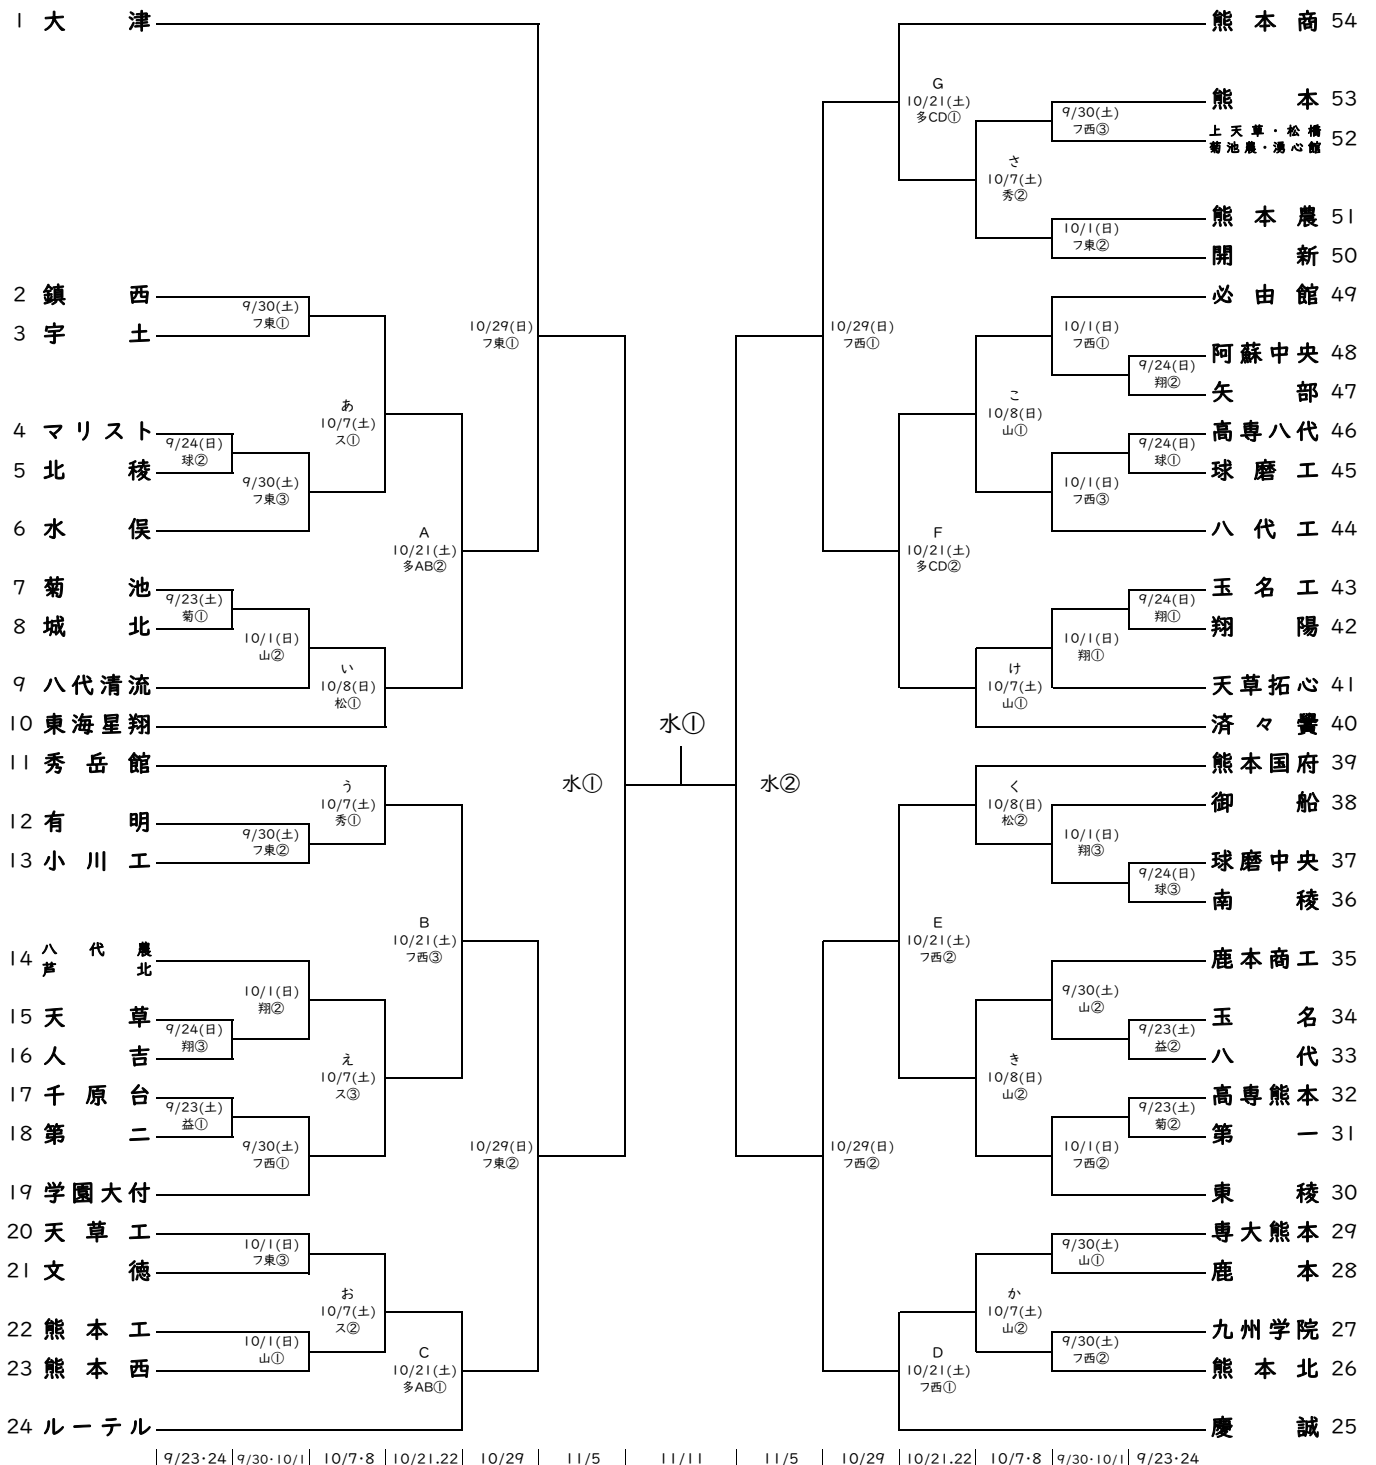 1 大津
2 鎮西
9/30(土)
フ東①
3 宇土
あ
10/7(土)
ス①
4 マリスト
9/24(日)
球②
5 北稜
9/30(土)
フ東③
6 水俣
A
10/21(土)
多AB②
7 菊池
9/23(土)
菊①
8 城北
10/1(日)
山②
9 八代清流
い
10/8(日)
松①
10 東海星翔
10/29(日)
フ東①
11 秀岳館
う
10/7(土)
秀①
12 有明
9/30(土)
フ東②
13 小川工
B
10/21(土)
フ西③
14 八代農
芦北
10/1(日)
翔②
15 天草
9/24(日)
翔③
16 人吉
え
10/7(土)
ス③
17 千原台
9/23(土)
益①
18 第二
9/30(土)
フ西①
19 学園大付
10/29(日)
フ東②
20 天草工
10/1(日)
フ東③
21 文徳
お
10/7(土)
ス②
22 熊本工
10/1(日)
山①
23 熊本西
C
10/21(土)
多AB①
24 ルーテル
水①
水①
水②
熊本商 54
G
10/21(土)
多CD①
熊本 53
9/30(土)
フ西③
上天草・松橋
菊池農・湧心館 52
さ
10/7(土)
秀②
熊本農 51
10/1(日)
フ東②
開新 50
必由館 49
10/29(日)
フ西①
10/1(日)
フ西①
阿蘇中央 48
9/24(日)
翔②
矢部 47
こ
10/8(日)
山①
高専八代 46
9/24(日)
球①
球磨工 45
10/1(日)
フ西③
八代工 44
F
10/21(土)
多CD②
玉名工 43
9/24(日)
翔①
翔陽 42
10/1(日)
翔①
天草拓心 41
け
10/7(土)
山①
済々黌 40
熊本国府 39
く
10/8(日)
松②
御船 38
10/1(日)
翔③
球磨中央 37
9/24(日)
球③
南稜 36
E
10/21(土)
フ西②
鹿本商工 35
9/30(土)
山②
玉名 34
9/23(土)
益②
八代 33
き
10/8(日)
山②
高専熊本 32
9/23(土)
菊②
第一 31
10/1(日)
フ西②
東稜 30
10/29(日)
フ西②
専大熊本 29
9/30(土)
山①
鹿本 28
か
10/7(土)
山②
九州学院 27
9/30(土)
フ西②
熊本北 26
D
10/21(土)
フ西①
慶誠 25
9/23・24 9/30・10/1 10/7・8 10/21.22 10/29 11/5 11/11 11/5 10/29 10/21.22 10/7・8 9/30・10/1 9/23・24